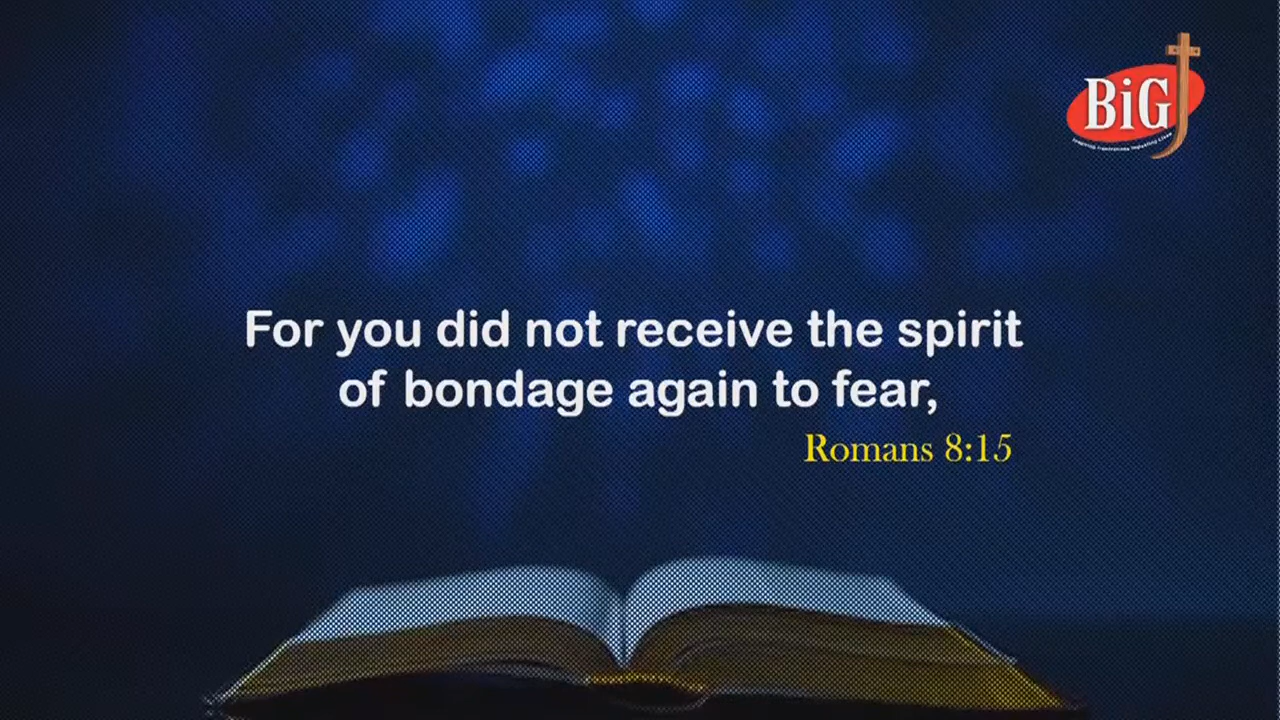 BiG
For you did not receive the spirit
of bondage again to fear,
Romans 8:15